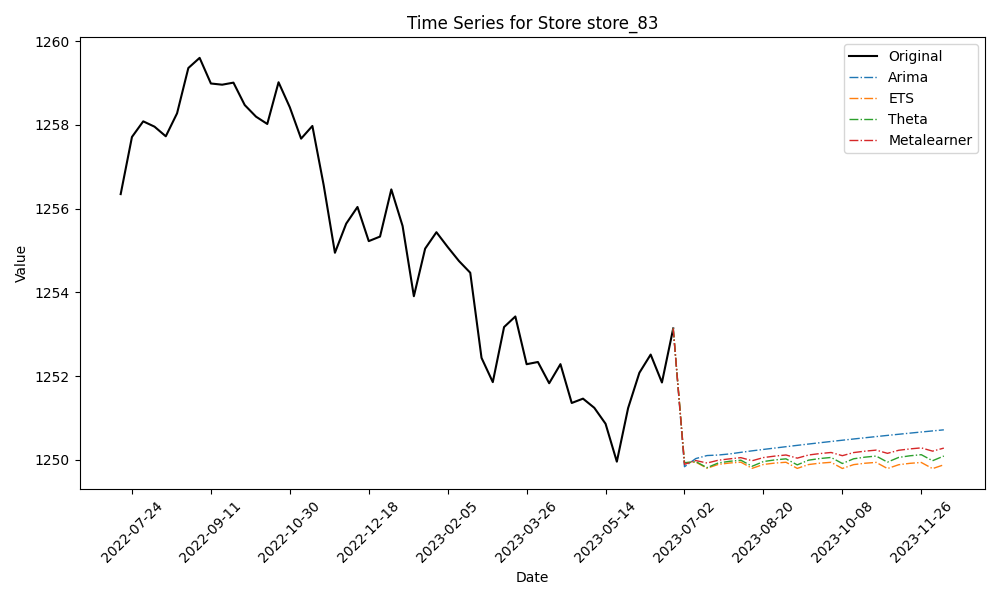 Time Series for Store store_83
Value
1260
1258
1256
1254
1252
1250
Original
Arima
ETS
Theta
Metalearner
2022-07-24
2022-09-11
2022-10-30
2022-12-18
2023-02-05
2023-03-26
2023-05-14
2023-07-02
2023-08-20
2023-10-08
2023-11-26
Date